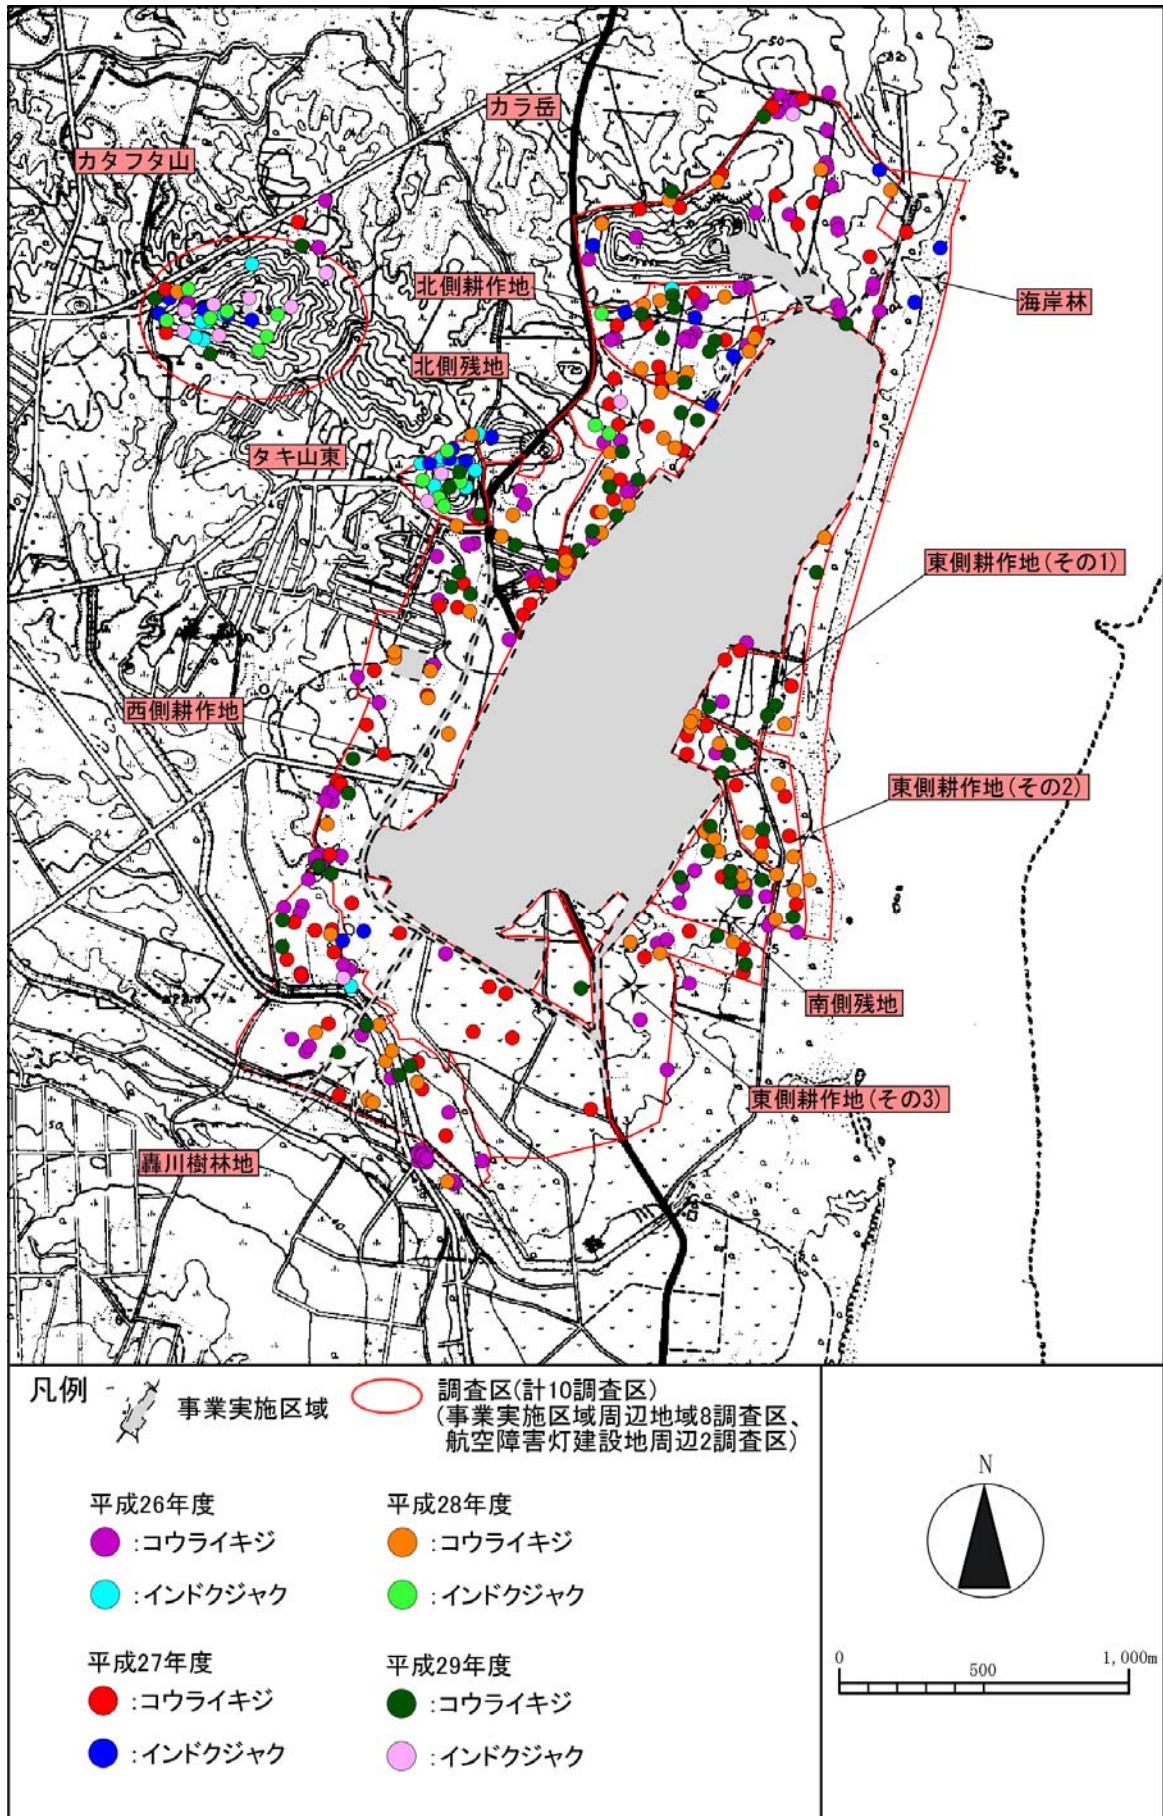 カラ岳
カタフタ山
北側耕作地
海岸林
北側残地
タキ山東
東側耕作地(その1)
西側耕作地
東側耕作地(その2)
南側残地
東側耕作地(その3)
轟川樹林地
50
50
凡例
事業実施区域
調査区(計10調査区)
(事業実施区域周辺地域8調査区、
航空障害灯建設地周辺2調査区)
平成26年度
:コウライキジ
:インドクジャク
平成28年度
:コウライキジ
:インドクジャク
平成27年度
:コウライキジ
:インドクジャク
平成29年度
:コウライキジ
:インドクジャク
N
0 500 1,000m